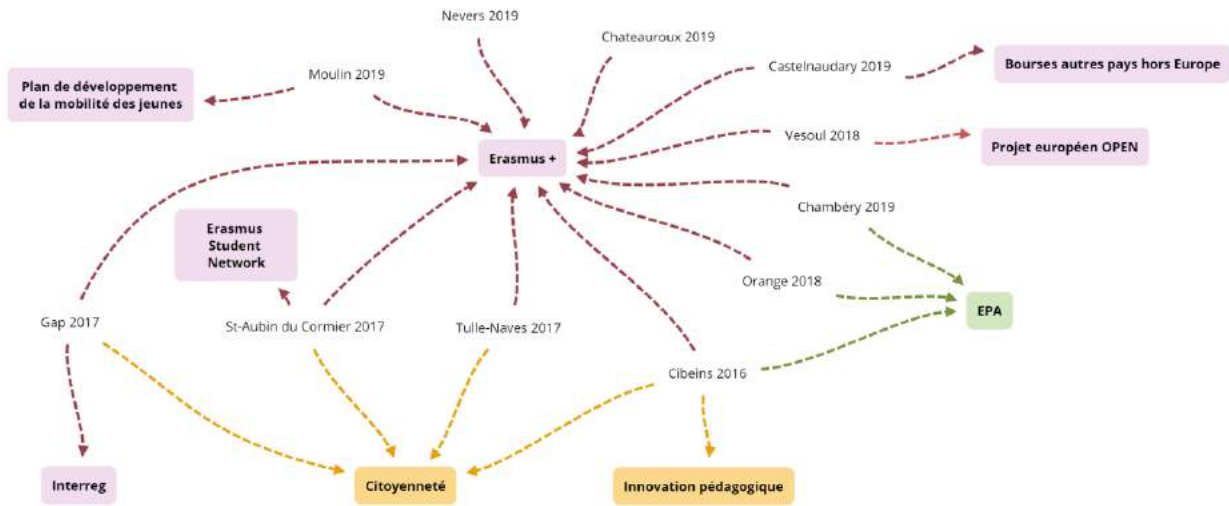 Nevers 2019
Chateauroux 2019
Moulin 2019
Castelnaudary 2019
Bourses autres pays hors Europe
Plan de développement
de la mobilité des jeunes
Vesoul 2018
Erasmus +
Projet européen OPEN
Chambéry 2019
Erasmus
Student
Network
Orange 2018
EPA
Gap 2017
St-Aubin du Cormier 2017
Tulle-Naves 2017
Cibeins 2016
Interreg
Citoyenneté
Innovation pédagogique